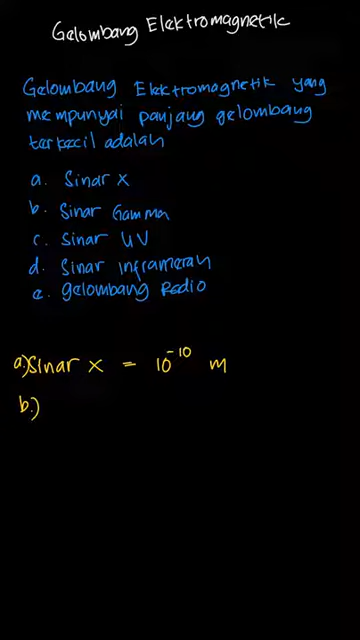 Gelombang Elektromagnetik
Gelombang Elektromagnetik yang
mempunyai panjang gelombang
terkecil adalah
a. Sinar X
b. Sinar Gamma
c. Sinar UV
d. Sinar Inframerah
e. Gelombang Redio
a.) Sinar X = 10⁻¹⁰ m
b.)